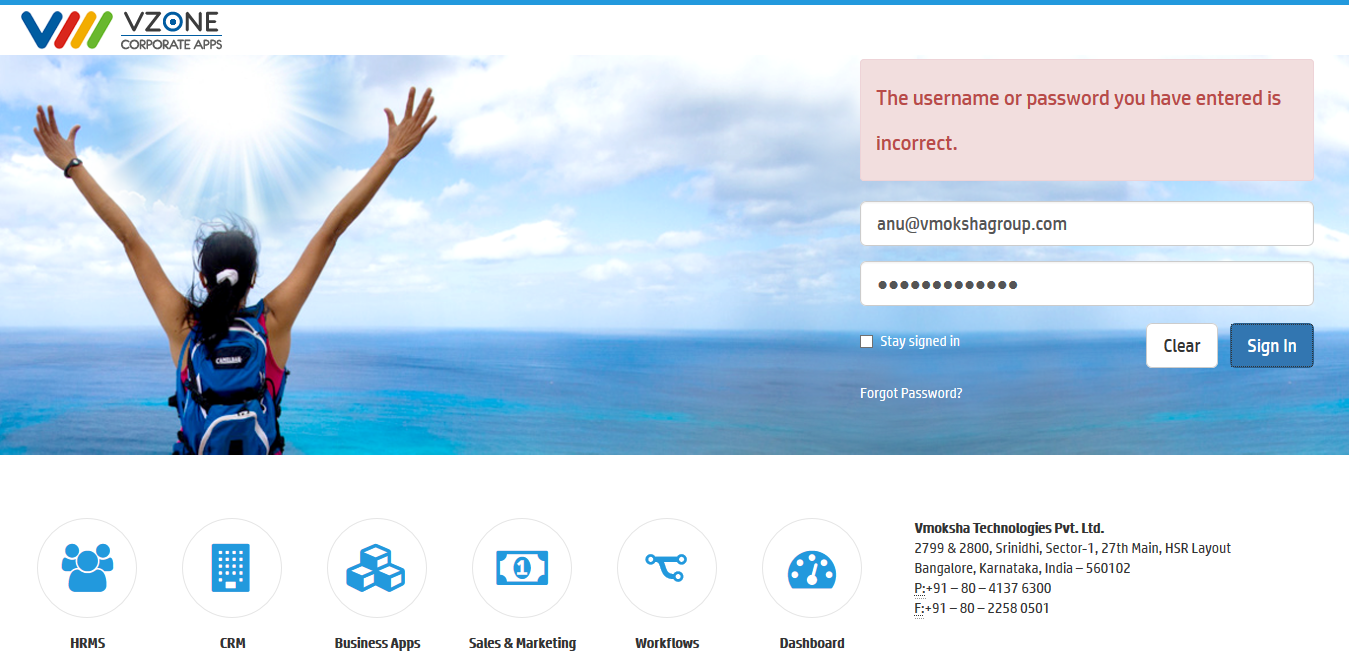 VZONE
CORPORATE APPS
The username or password you have entered is
incorrect.
anu@vmokshagroup.com
●●●●●●●●●●●●●
Stay signed in
Clear
Sign In
Forgot Password?
CAMELBAK
1
HRMS
CRM
Business Apps
Sales & Marketing
Workflows
Dashboard
Vmoksha Technologies Pvt. Ltd.
2799 & 2800, Srinidhi, Sector-1, 27th Main, HSR Layout
Bangalore, Karnataka, India – 560102
P:+91 – 80 – 4137 6300
F:+91 – 80 – 2258 0501